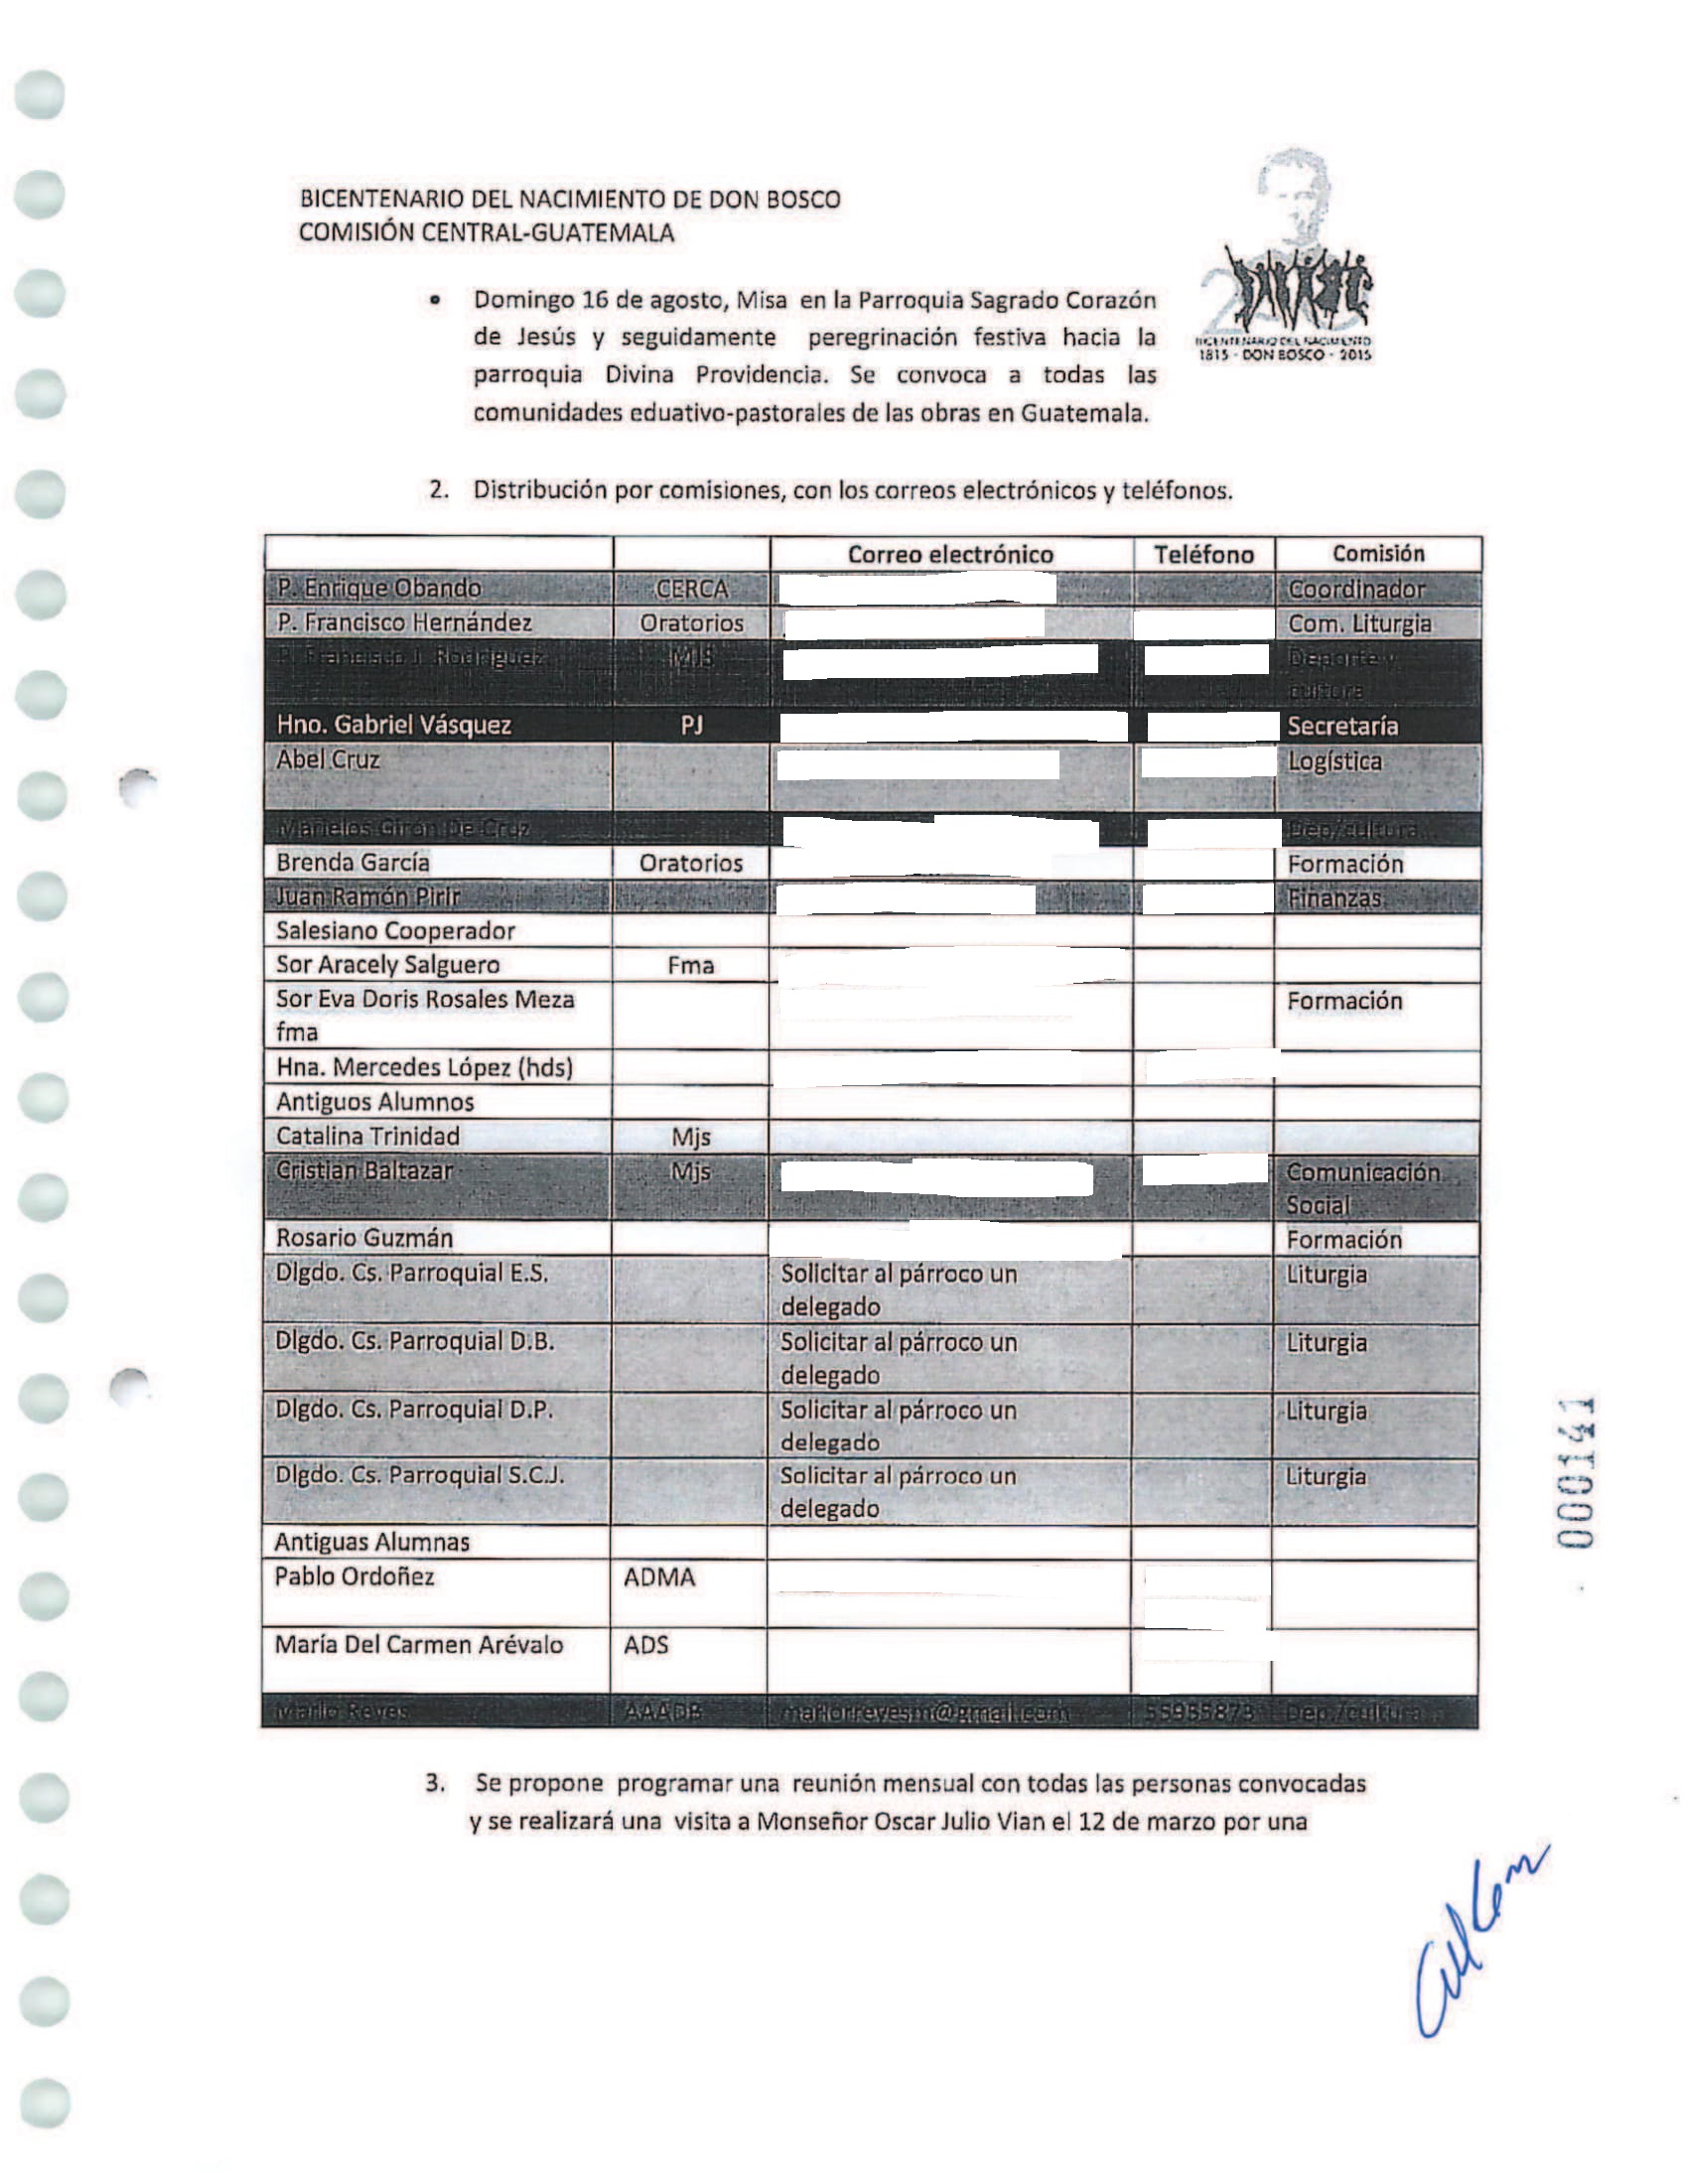 BICENTENARIO DEL NACIMIENTO DE DON BOSCO
COMISIÓN CENTRAL-GUATEMALA
BICENTENARIO DEL NACIMIENTO
1815 - DON BOSCO - 2015
• Domingo 16 de agosto, Misa en la Parroquia Sagrado Corazón
de Jesús y seguidamente peregrinación festiva hacia la
parroquia Divina Providencia. Se convoca a todas las
comunidades eduativo-pastorales de las obras en Guatemala.
2. Distribución por comisiones, con los correos electrónicos y teléfonos.
Correo electrónico Teléfono Comisión
P. Enrique Obando CERCA Coordinador
P. Francisco Hernández Oratorios Com. Liturgia
P. Francisco J. Rodriguez MJS Deporte y
cultura
Hno. Gabriel Vásquez PJ Secretaría
Abel Cruz Logística
Girón De Cruz Dep/cultura
Brenda García Oratorios Formación
Juan Ramón Pirir Finanzas
Salesiano Cooperador
Sor Aracely Salguero Fma
Sor Eva Doris Rosales Meza Formación
fma
Hna. Mercedes López (hds)
Antiguos Alumnos
Catalina Trinidad Mjs
Cristian Baltazar Mjs Comunicación
Social
Rosario Guzmán Formación
Dlgdo. Cs. Parroquial E.S. Solicitar al párroco un Liturgia
delegado
Dlgdo. Cs. Parroquial D.B. Solicitar al párroco un Liturgia
delegado
Dlgdo. Cs. Parroquial D.P. Solicitar al párroco un Liturgia
delegado
Dlgdo. Cs. Parroquial S.C.J. Solicitar al párroco un Liturgia
delegado
Antiguas Alumnas
Pablo Ordoñez ADMA
María Del Carmen Arévalo ADS
Reyes AAADB 55935873 Dep./cultura
3. Se propone programar una reunión mensual con todas las personas convocadas
y se realizará una visita a Monseñor Oscar Julio Vian el 12 de marzo por una
000141